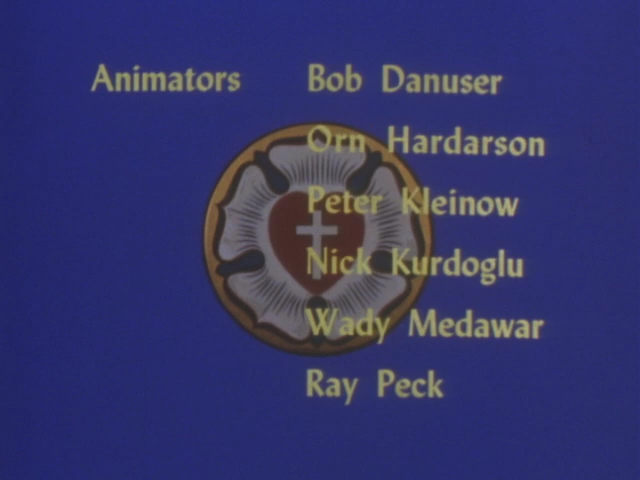 Animators Bob Danuser
Orn Hardarson
Peter Kleinow
Nick Kurdoglu
Wady Medawar
Ray Peck